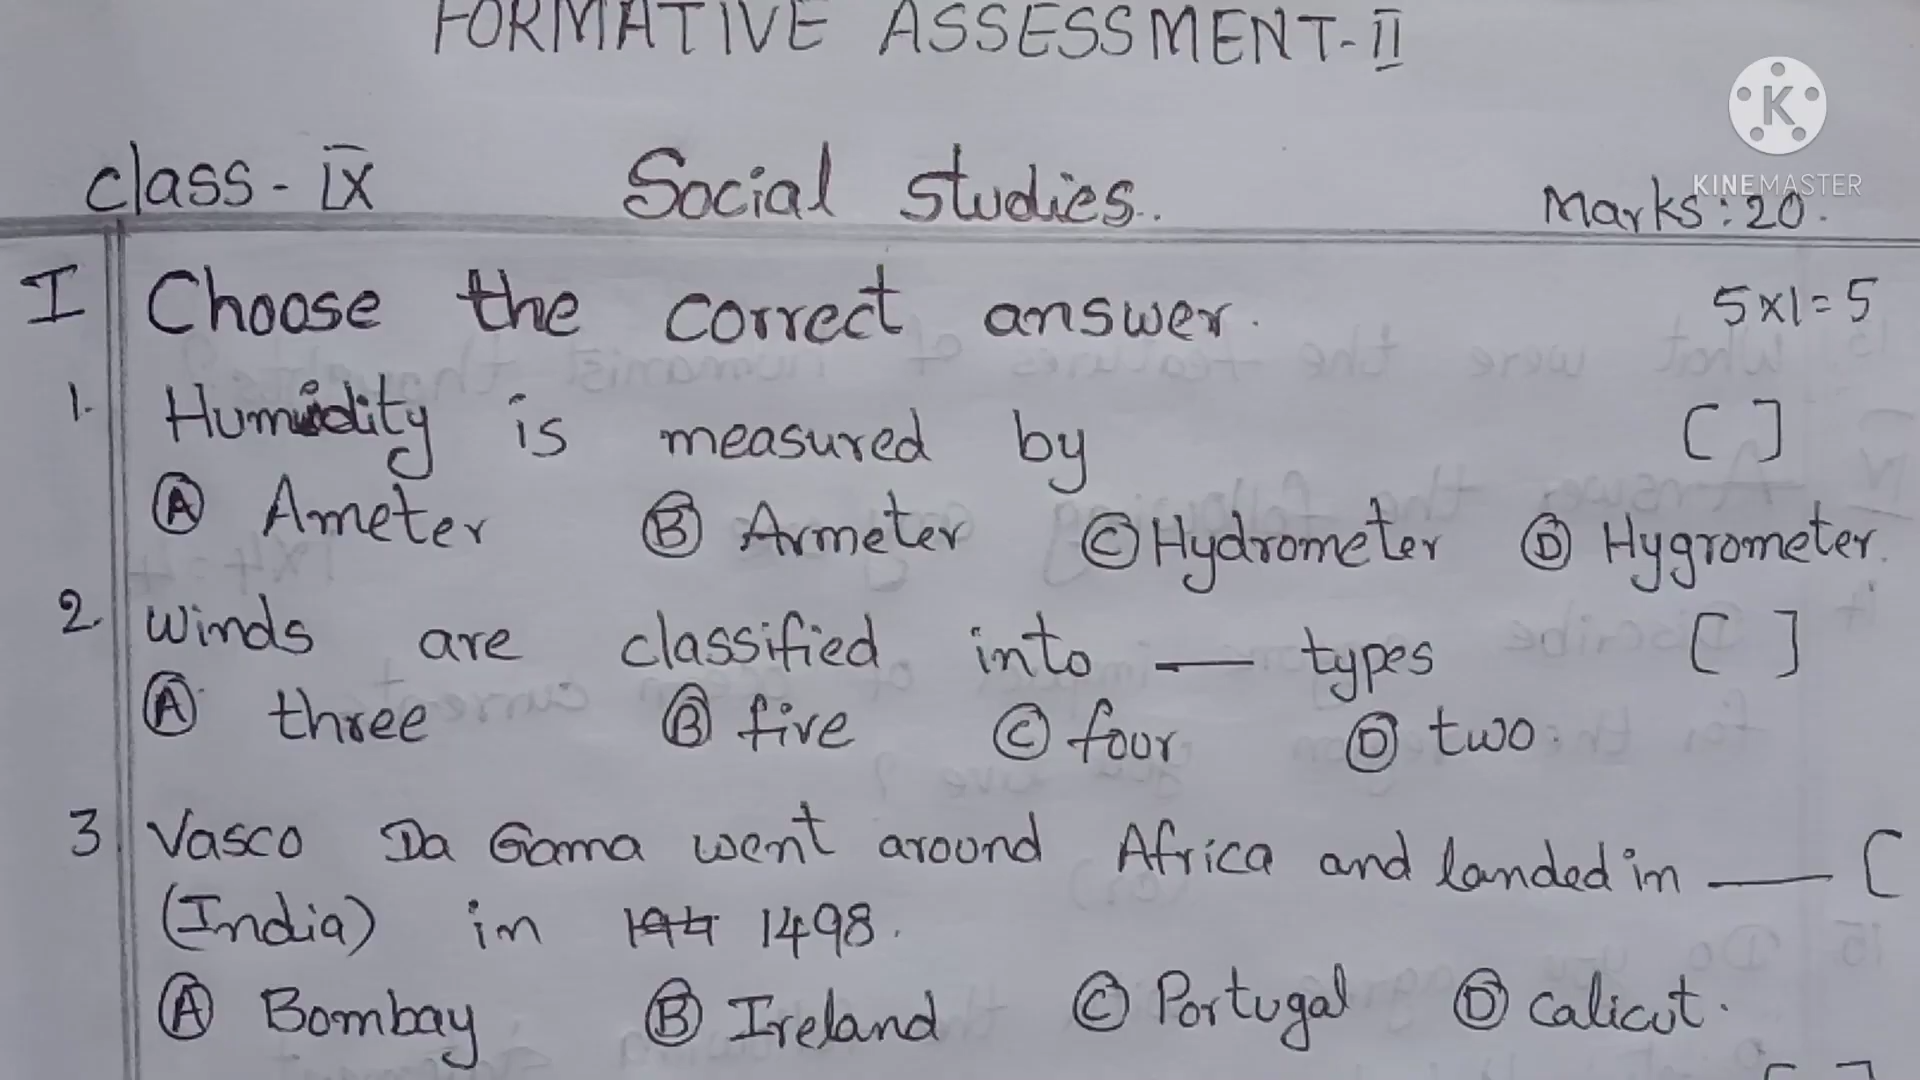 FORMATIVE ASSESSMENT-II
K
KINEMASTER
class-IX Social studies. Marks: 20.
I Choose the correct answer. 5x1=5
1. Humidity is measured by [ ]
A Ameter B Armeter C Hydrometer D Hygrometer.
2. Winds are classified into — types [ ]
A three B five C four D two.
3 Vasco Da Gama went around Africa and landed in — [
(India) in 1498.
A Bombay B Ireland C Portugal D calicut.